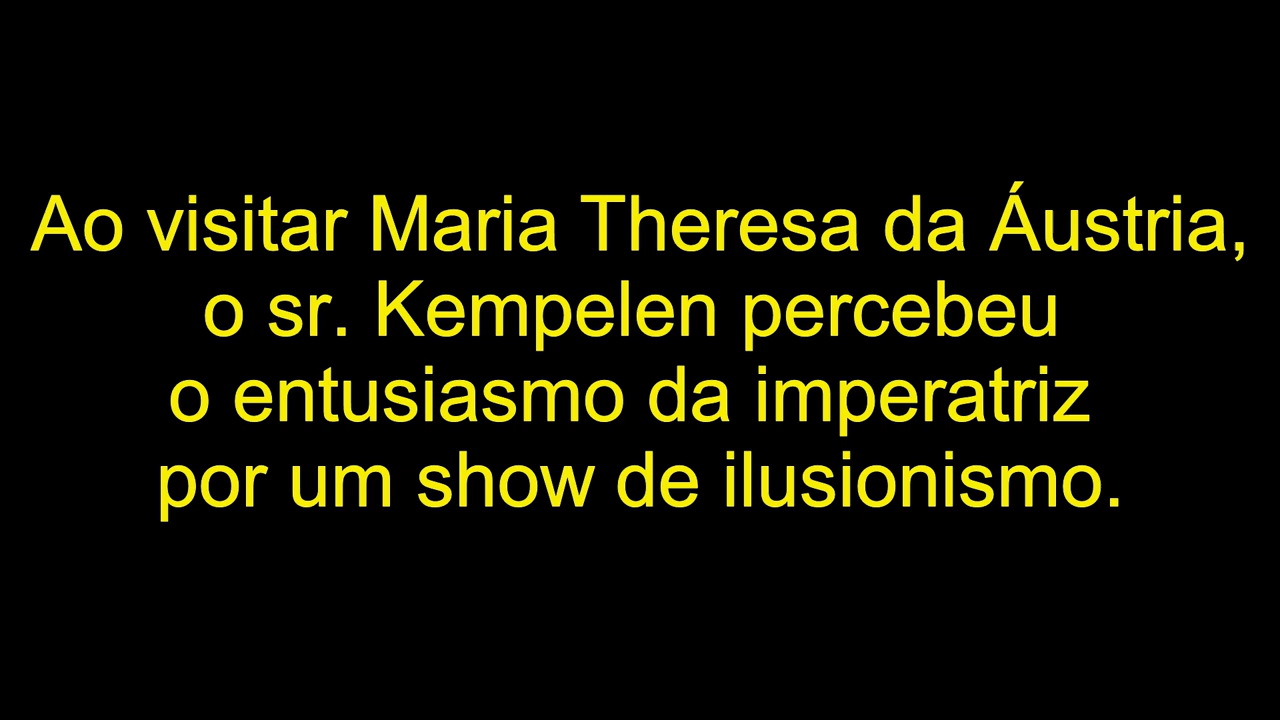 Ao visitar Maria Theresa da Áustria,
o sr. Kempelen percebeu
o entusiasmo da imperatriz
por um show de ilusionismo.